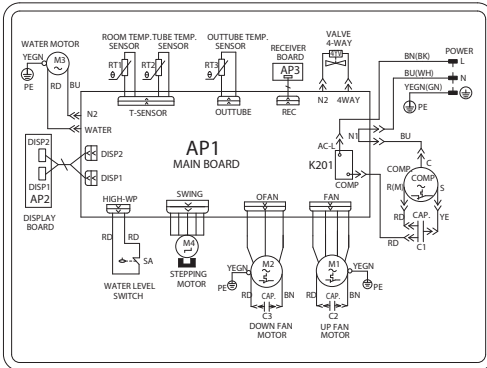 ROOM TEMP. TUBE TEMP. OUTTUBE TEMP.
SENSOR SENSOR SENSOR
RECEIVER
BOARD
VALVE
4-WAY
WATER MOTOR
YEGN
M3
PE
RD BU
RT1 RT2 RT3
AP3
BN(BK) POWER
L
BU(WH)
N
YEGN(GN)
PE
T-SENSOR OUTTUBE REC N2 4WAY
N2
WATER
N1
AC-L
BU
DISP2
DISP1
AP2
DISPLAY
BOARD
DISP2
DISP1
AP1
MAIN BOARD
K201
COMP
C
COMP.
COMP
R(M) S
RD YE
CAP.
RD
C1
HIGH-WP SWING OFAN FAN
RD RD
SA
WATER LEVEL
SWITCH
M4
STEPPING
MOTOR
YEGN
M2
PE
RD CAP. BN
C3
DOWN FAN
MOTOR
YEGN
M1
PE
RD CAP. BN
C2
UP FAN
MOTOR